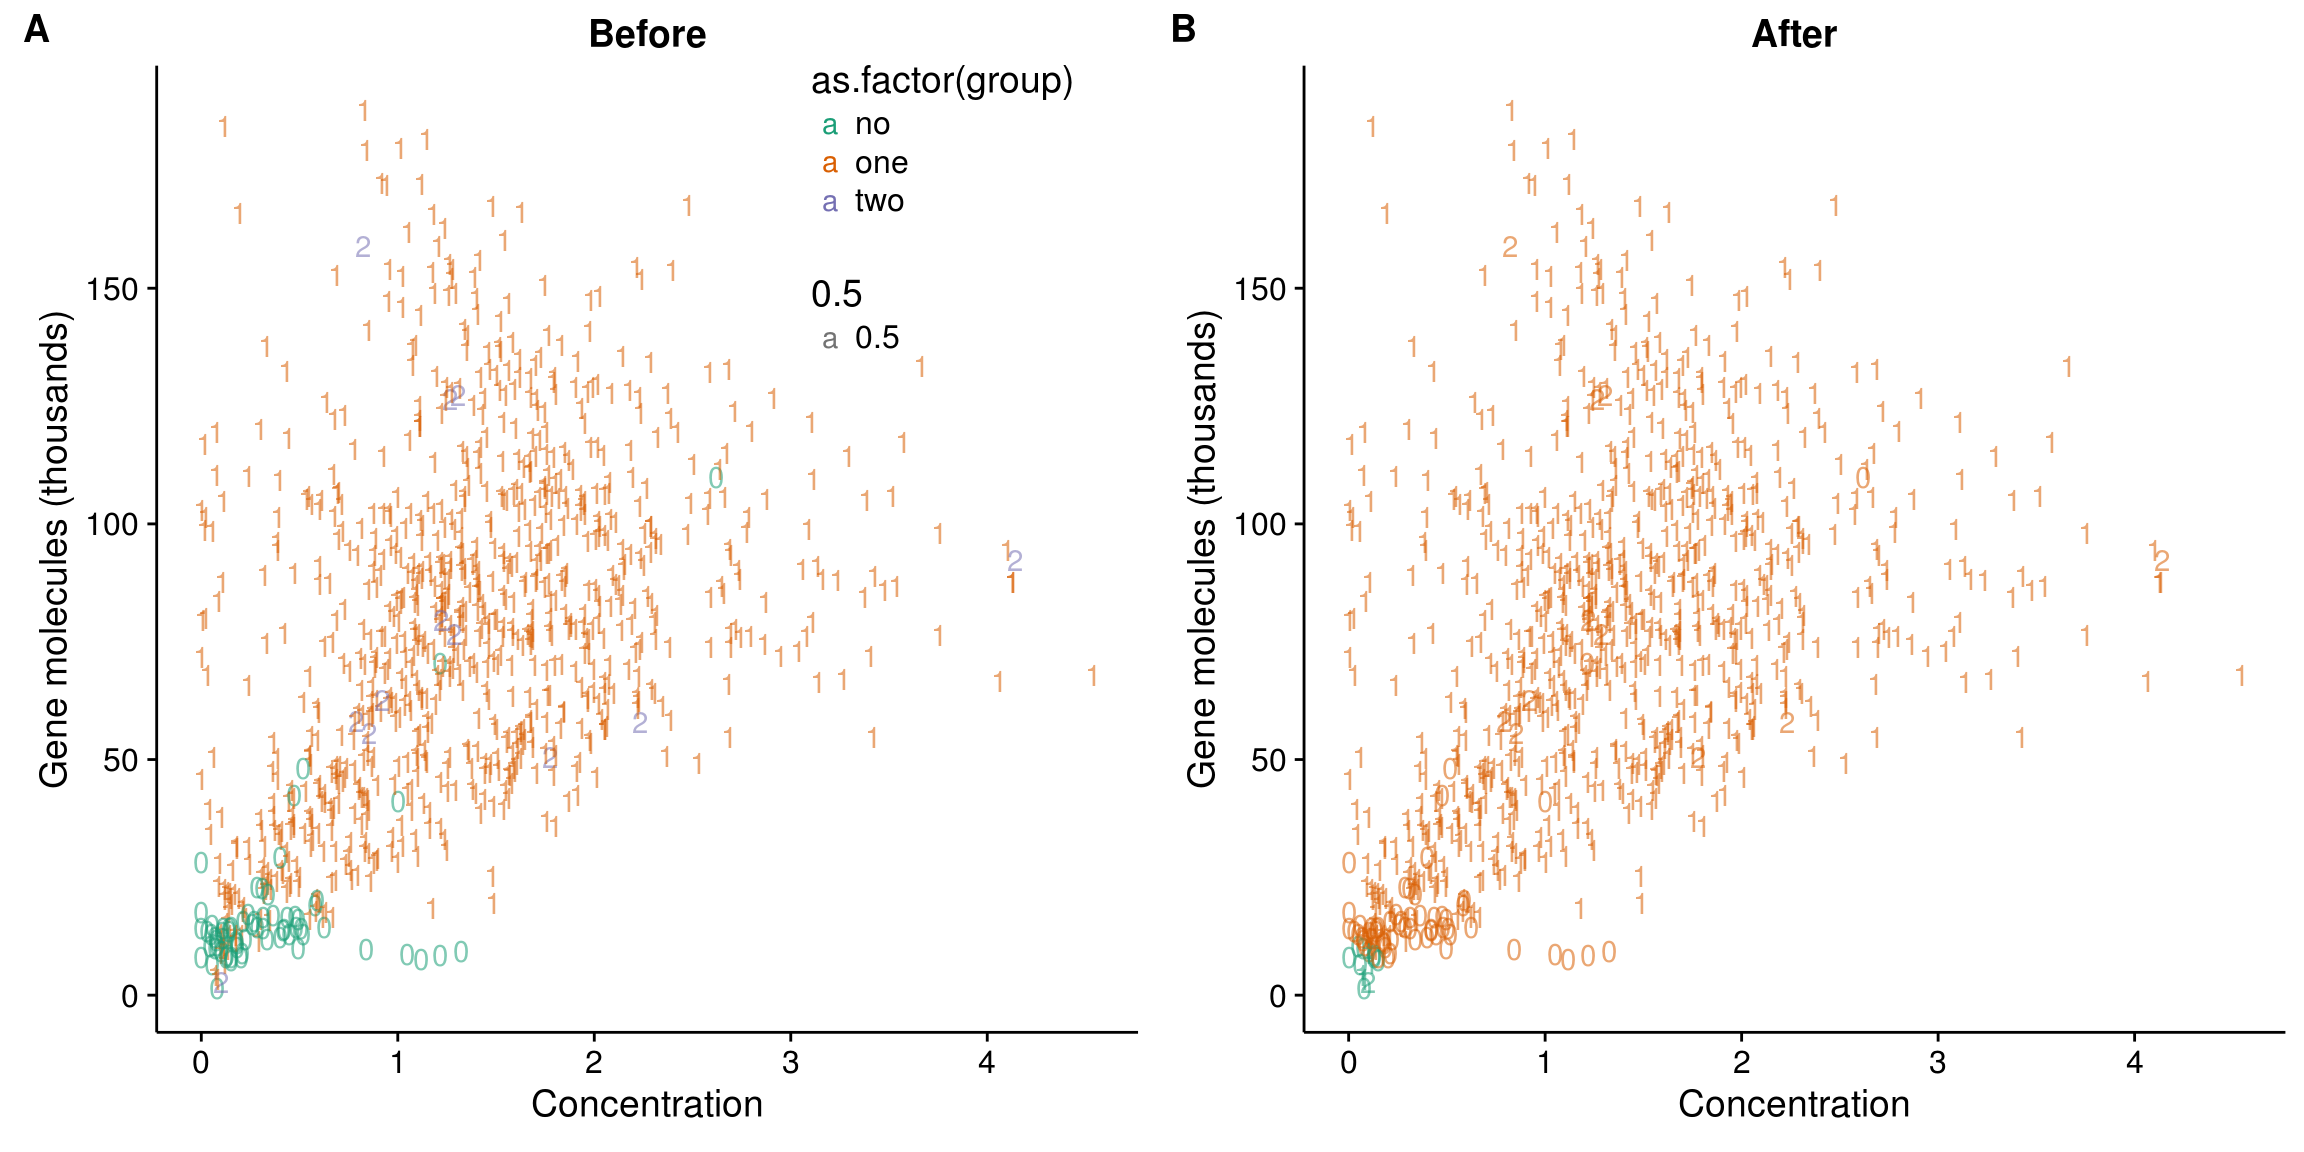 A
Before
as.factor(group)
a no
a one
a two
0.5
a 0.5
Gene molecules (thousands)
150
100
50
0
0 1 2 3 4
Concentration
B
After
Gene molecules (thousands)
150
100
50
0
0 1 2 3 4
Concentration